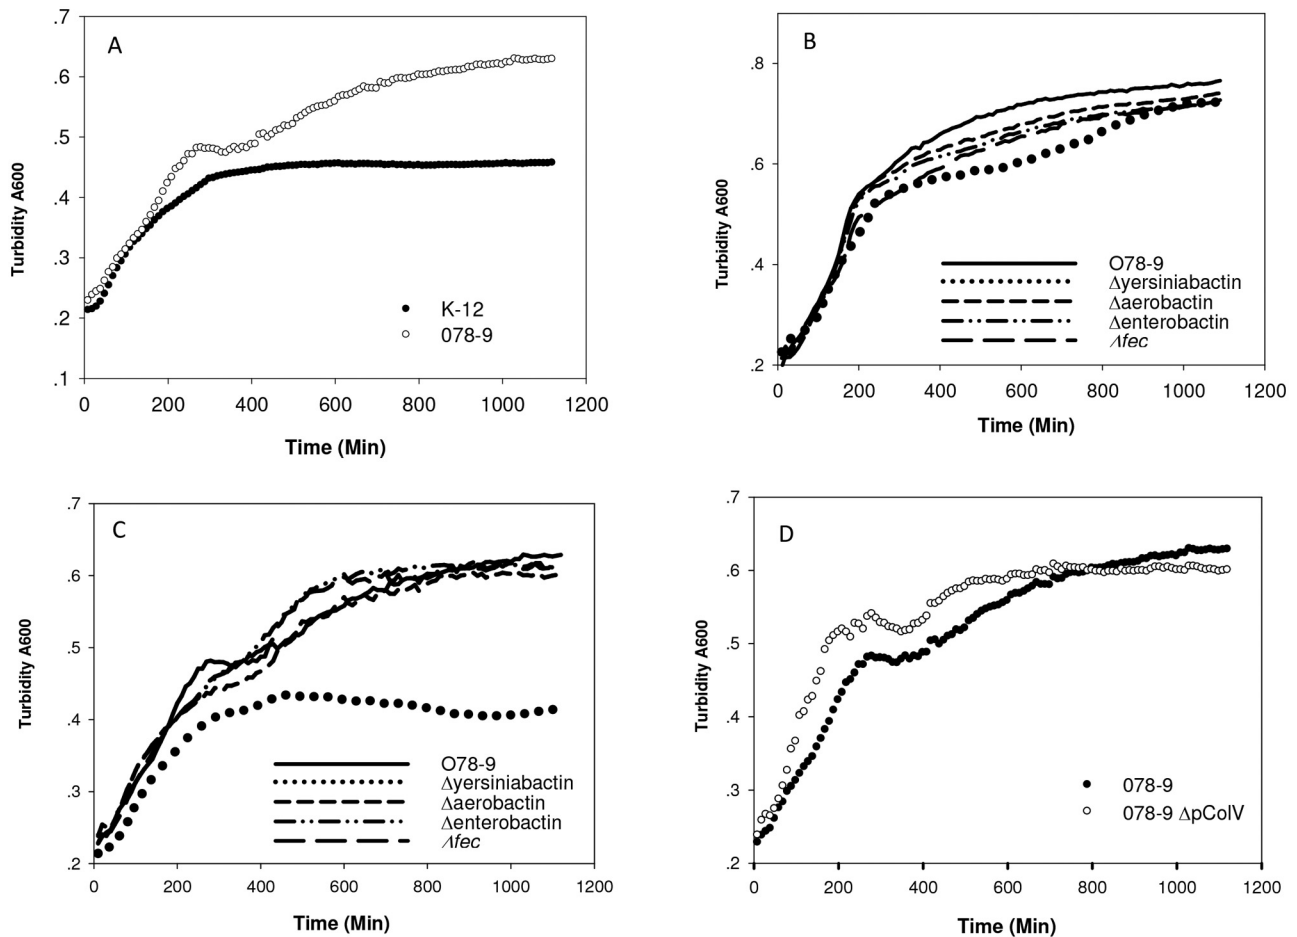 A
.7
.6
.5
.4
.3
.2
.1
Turbidity A600
K-12
078-9
0
200
400
600
800
1000
1200
Time (Min)
B
.8
.6
.4
.2
Turbidity A600
O78-9
Δyersiniabactin
Δaerobactin
Δenterobactin
Δfec
0
200
400
600
800
1000
1200
Time (Min)
C
.7
.6
.5
.4
.3
.2
Turbidity A600
O78-9
Δyersiniabactin
Δaerobactin
Δenterobactin
Δfec
0
200
400
600
800
1000
1200
Time (Min)
D
.7
.6
.5
.4
.3
.2
Turbidity A600
078-9
078-9 ΔpColV
0
200
400
600
800
1000
1200
Time (Min)